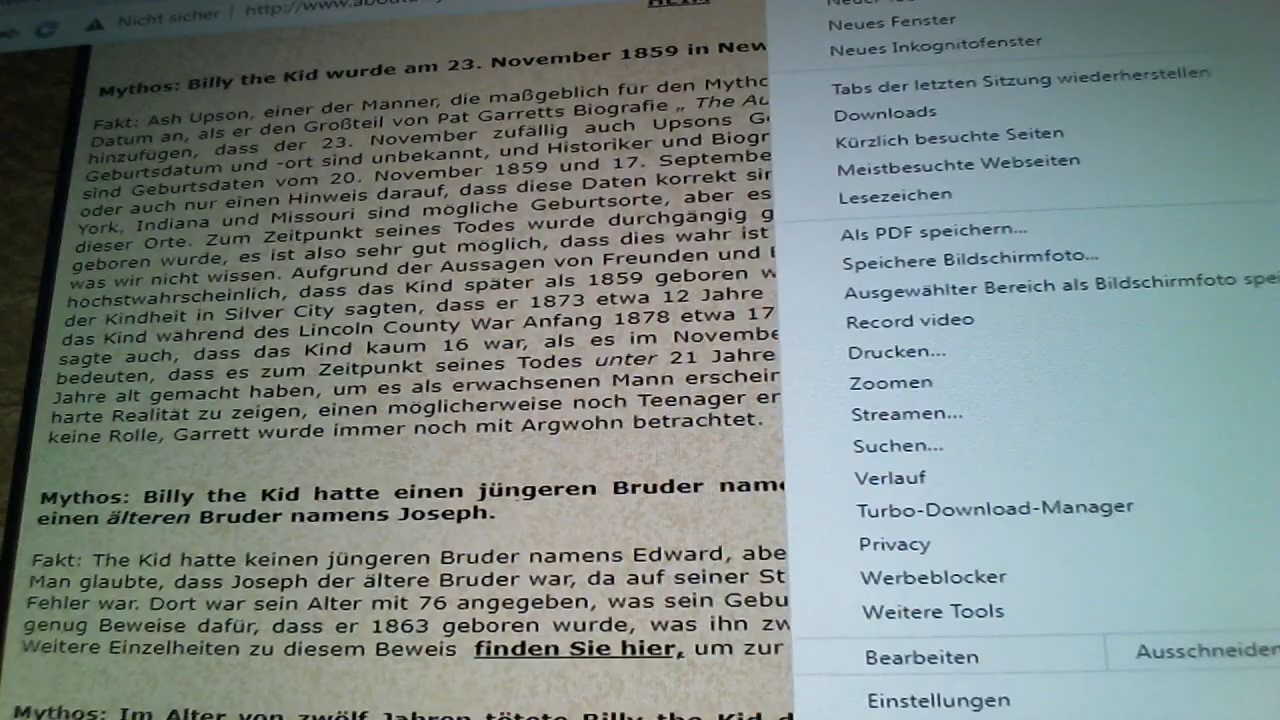 Nicht sicher | http://www.
Mythos: Billy the Kid wurde am 23. November 1859 in New
Fakt: Ash Upson, einer der Männer, die maßgeblich für den Mytho
Datum an, als er den Großteil von Pat Garretts Biografie „ The Au
hinzufügen, dass der 23. November zufällig auch Upsons
Geburtsdatum und -ort sind unbekannt, und Historiker und Biogr
sind Geburtsdaten vom 20. November 1859 und 17. Septembe
oder auch nur einen Hinweis darauf, dass diese Daten korrekt sin
York, Indiana und Missouri sind mögliche Geburtsorte, aber es
dieser Orte. Zum Zeitpunkt seines Todes wurde durchgängig g
geboren wurde, es ist also sehr gut möglich, dass dies wahr ist
was wir nicht wissen. Aufgrund der Aussagen von Freunden und
höchstwahrscheinlich, dass das Kind später als 1859 geboren w
der Kindheit in Silver City sagten, dass er 1873 etwa 12 Jahre
das Kind während des Lincoln County War Anfang 1878 etwa 17
sagte auch, dass das Kind kaum 16 war, als es im Novembe
bedeuten, dass es zum Zeitpunkt seines Todes unter 21 Jahre
Jahre alt gemacht haben, um es als erwachsenen Mann erschein
harte Realität zu zeigen, einen möglicherweise noch Teenager er
keine Rolle, Garrett wurde immer noch mit Argwohn betrachtet.
Mythos: Billy the Kid hatte einen jüngeren Bruder name
einen älteren Bruder namens Joseph.
Fakt: The Kid hatte keinen jüngeren Bruder namens Edward, abe
Man glaubte, dass Joseph der ältere Bruder war, da auf seiner St
Fehler war. Dort war sein Alter mit 76 angegeben, was sein Gebu
genug Beweise dafür, dass er 1863 geboren wurde, was ihn zw
Weitere Einzelheiten zu diesem Beweis finden Sie hier, um zur
Mythos: Im Alter von zwölf Jahren tötete Billy the Kid
Neues Fenster
Neues Inkognitofenster
Tabs der letzten Sitzung wiederherstellen
Downloads
Kürzlich besuchte Seiten
Meistbesuchte Webseiten
Lesezeichen
Als PDF speichern...
Speichere Bildschirmfoto...
Ausgewählter Bereich als Bildschirmfoto spe
Record video
Drucken...
Zoomen
Streamen...
Suchen...
Verlauf
Turbo-Download-Manager
Privacy
Werbeblocker
Weitere Tools
Bearbeiten Ausschneiden
Einstellungen